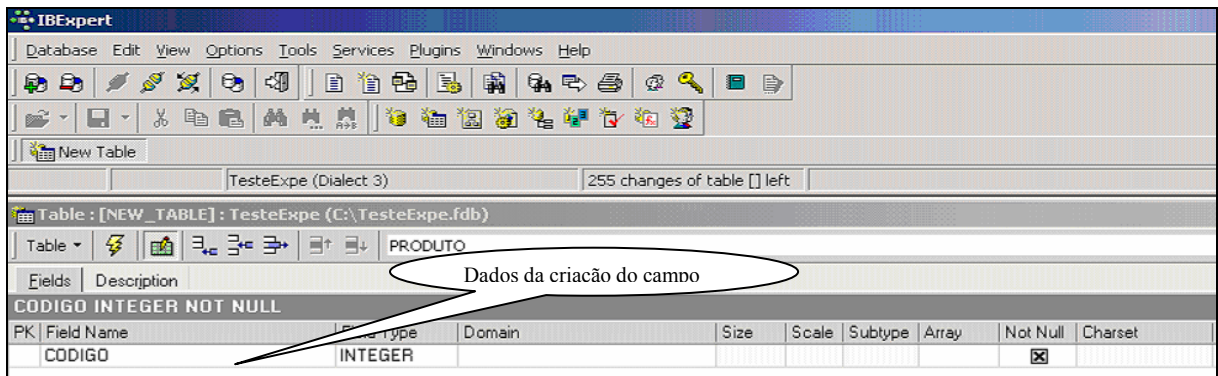 IBExpert
Database Edit View Options Tools Services Plugins Windows Help
New Table
TesteExpe (Dialect 3) 255 changes of table [] left
Table : [NEW_TABLE] : TesteExpe (C:\TesteExpe.fdb)
Table PRODUTO
Dados da criação do campo
Fields Description
CODIGO INTEGER NOT NULL
PK Field Name Field Type Domain Size Scale Subtype Array Not Null Charset
CODIGO INTEGER